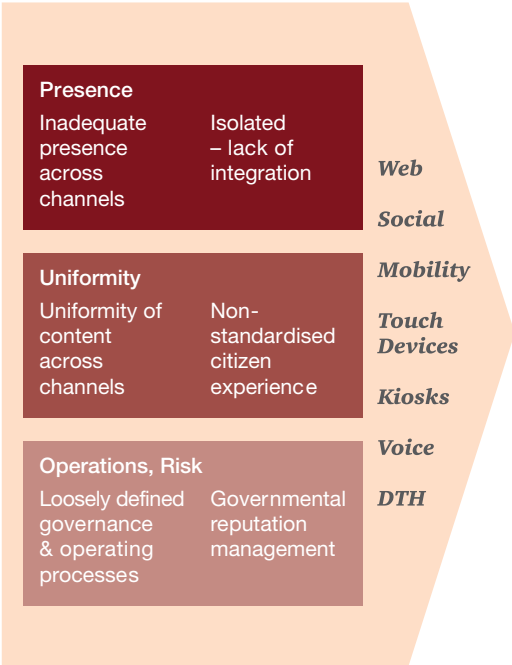 Presence
Inadequate
presence
across
channels
Isolated
– lack of
integration
Uniformity
Uniformity of
content
across
channels
Non-
standardised
citizen
experience
Operations, Risk
Loosely defined
governance
& operating
processes
Governmental
reputation
management
Web
Social
Mobility
Touch
Devices
Kiosks
Voice
DTH